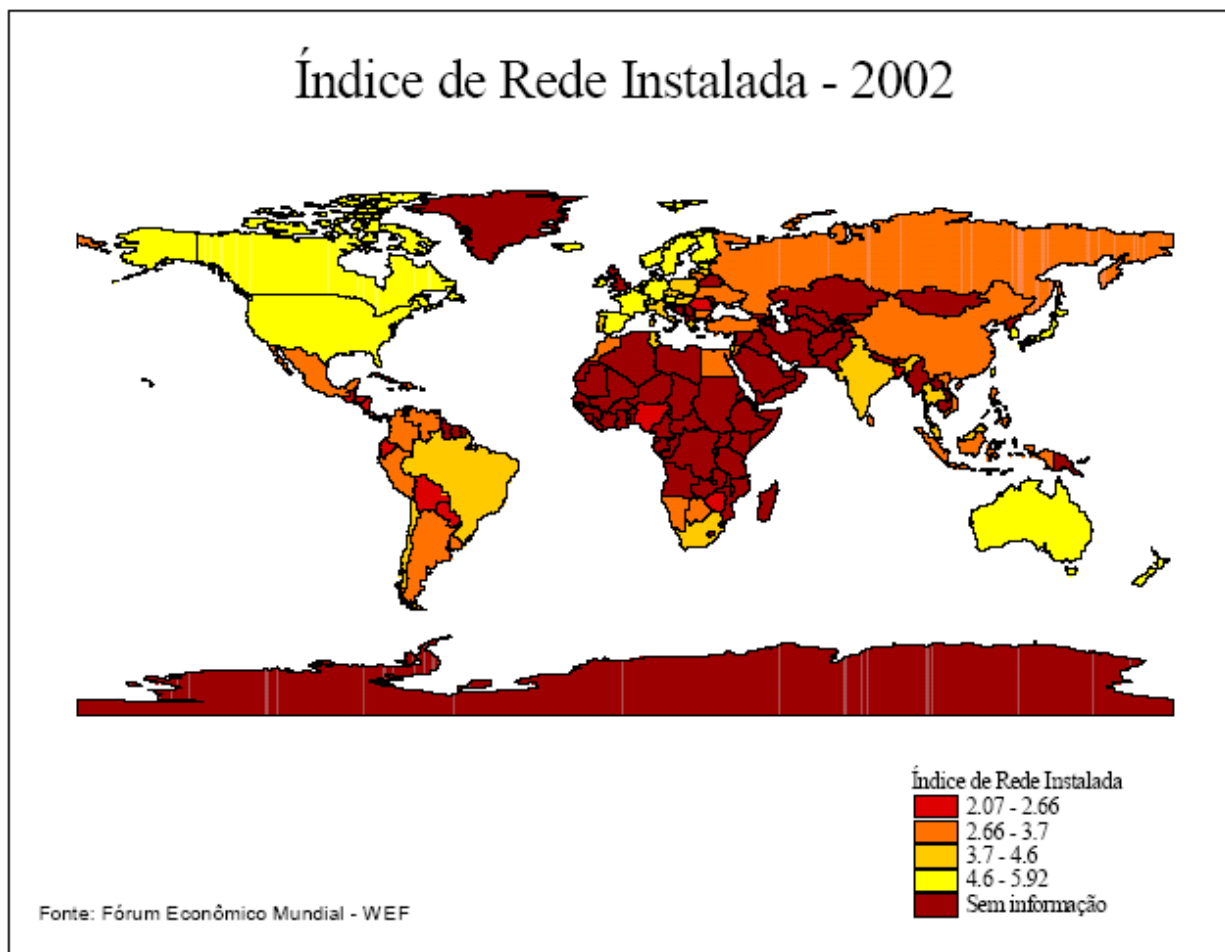 Índice de Rede Instalada - 2002
Índice de Rede Instalada
2.07 - 2.66
2.66 - 3.7
3.7 - 4.6
4.6 - 5.92
Sem informação
Fonte: Fórum Econômico Mundial - WEF